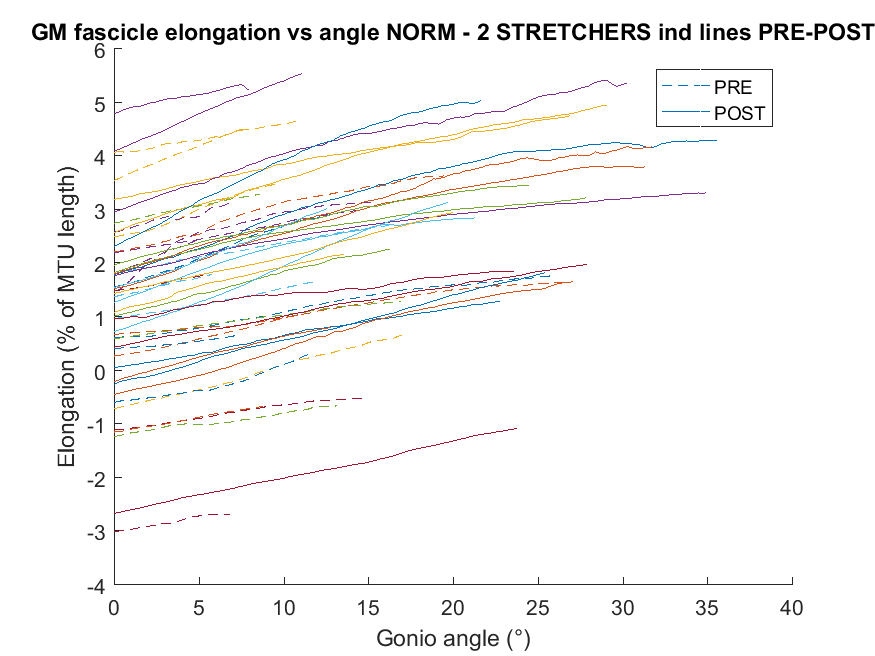 GM fascicle elongation vs angle NORM - 2 STRETCHERS ind lines PRE-POST
6
5
4
3
2
1
0
-1
-2
-3
-4
Elongation (% of MTU length)
PRE
POST
0 5 10 15 20 25 30 35 40
Gonio angle (°)